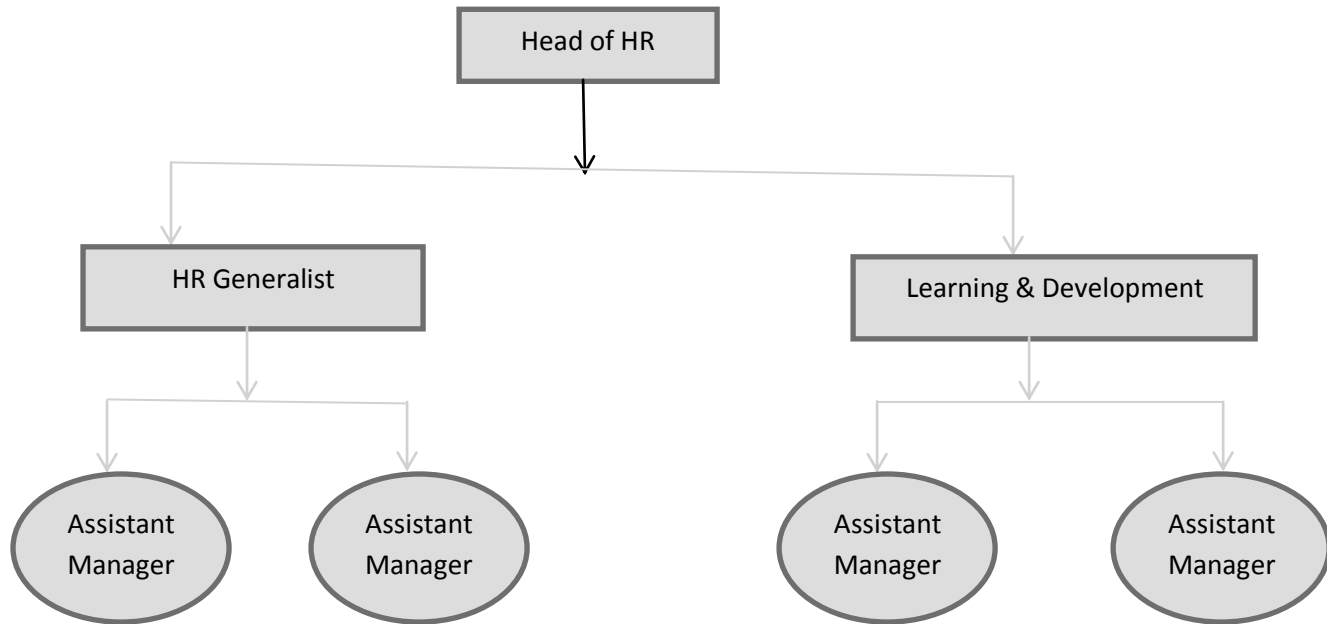 Head of HR
HR Generalist
Learning & Development
Assistant
Manager
Assistant
Manager
Assistant
Manager
Assistant
Manager